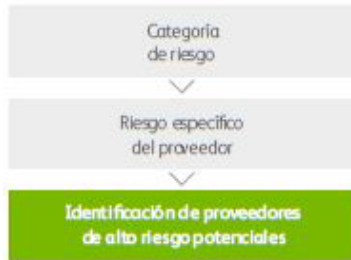 Categoría
de riesgo
Riesgo específico
del proveedor
Identificación de proveedores
de alto riesgo potenciales